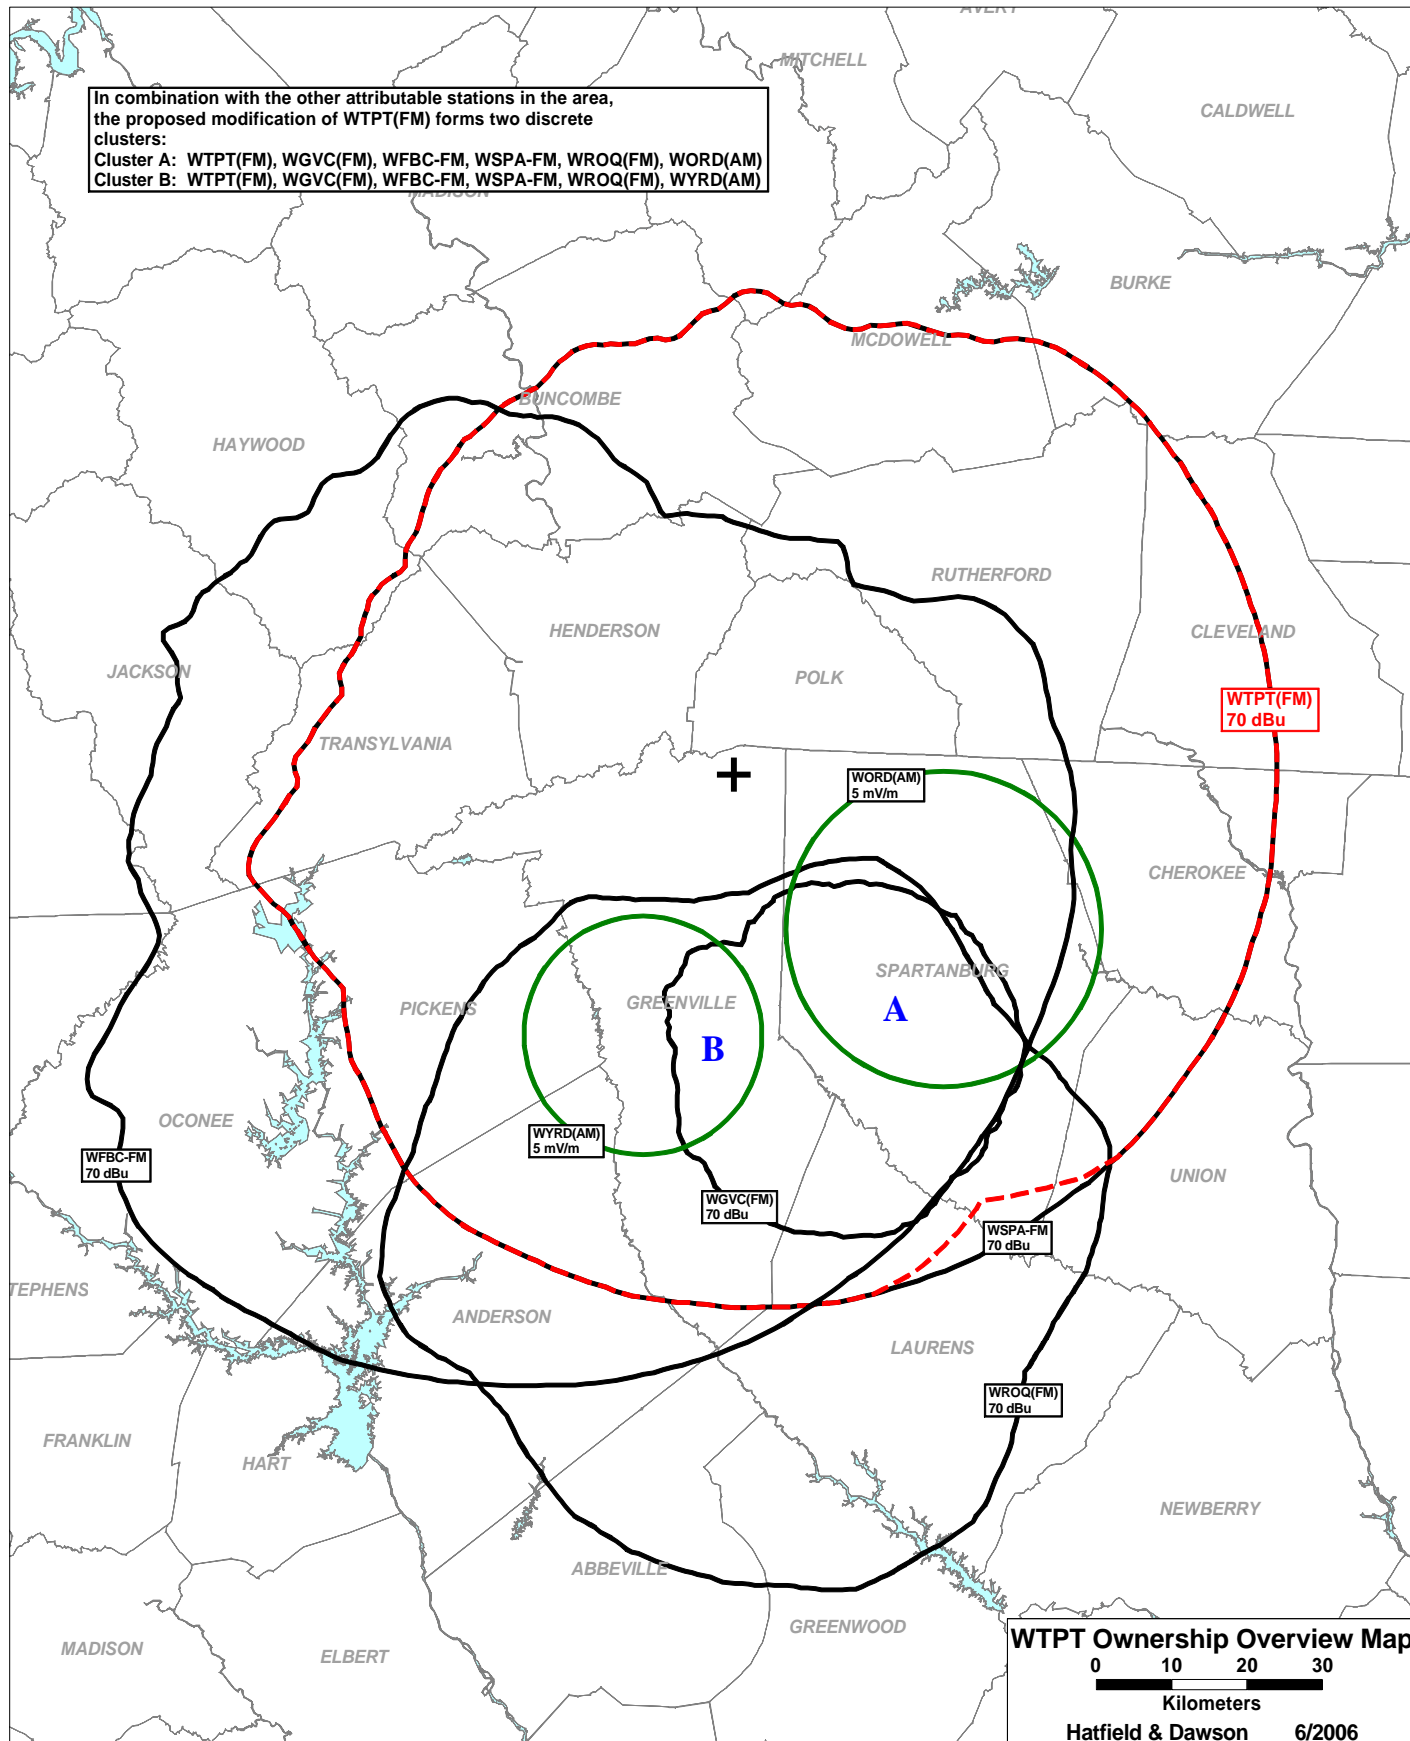 AVERY
MITCHELL
CALDWELL
In combination with the other attributable stations in the area,
the proposed modification of WTPT(FM) forms two discrete
clusters:
Cluster A: WTPT(FM), WGVC(FM), WFBC-FM, WSPA-FM, WROQ(FM), WORD(AM)
Cluster B: WTPT(FM), WGVC(FM), WFBC-FM, WSPA-FM, WROQ(FM), WYRD(AM)
MADISON
BURKE
MCDOWELL
BUNCOMBE
HAYWOOD
RUTHERFORD
HENDERSON
CLEVELAND
JACKSON
POLK
WTPT(FM)
70 dBu
TRANSYLVANIA
WORD(AM)
5 mV/m
CHEROKEE
SPARTANBURG
PICKENS
GREENVILLE
A
B
OCONEE
WYRD(AM)
5 mV/m
WFBC-FM
70 dBu
UNION
WGVC(FM)
70 dBu
WSPA-FM
70 dBu
TEPHENS
ANDERSON
LAURENS
WROQ(FM)
70 dBu
FRANKLIN
HART
NEWBERRY
ABBEVILLE
GREENWOOD
MADISON
ELBERT
WTPT Ownership Overview Map
0 10 20 30
Kilometers
Hatfield & Dawson 6/2006